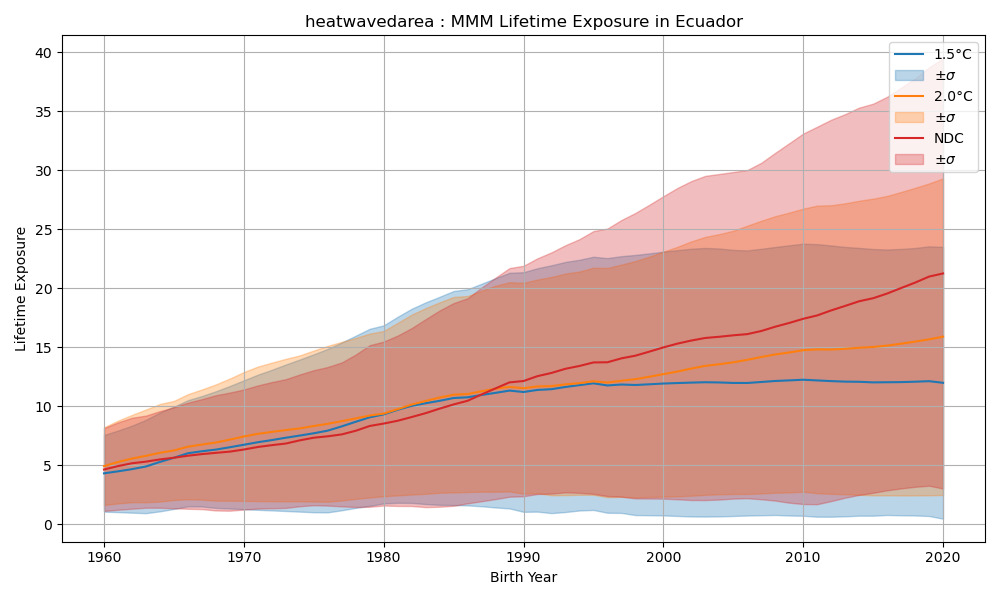 heatwavedarea : MMM Lifetime Exposure in Ecuador
Lifetime Exposure
40
35
30
25
20
15
10
5
0
1960
1970
1980
1990
2000
2010
2020
Birth Year
1.5°C
±σ
2.0°C
±σ
NDC
±σ